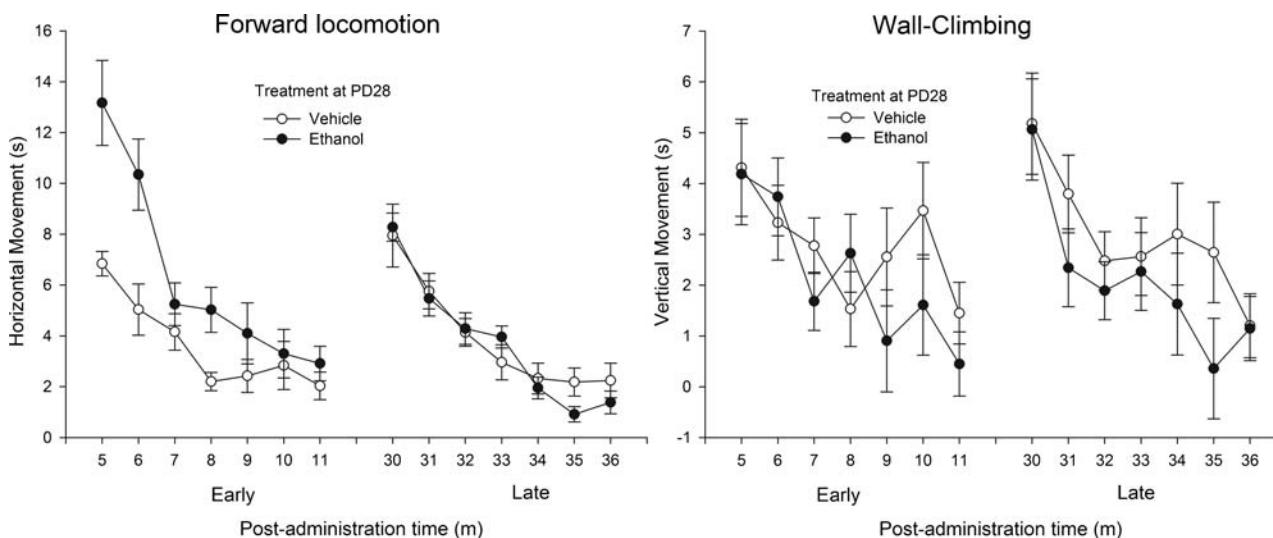 Forward locomotion
Horizontal Movement (s)
16
14
12
10
8
6
4
2
0
Treatment at PD28
Vehicle
Ethanol
5 6 7 8 9 10 11 30 31 32 33 34 35 36
Early Late
Post-administration time (m)
Wall-Climbing
Vertical Movement (s)
7
6
5
4
3
2
1
0
-1
Treatment at PD28
Vehicle
Ethanol
5 6 7 8 9 10 11 30 31 32 33 34 35 36
Early Late
Post-administration time (m)